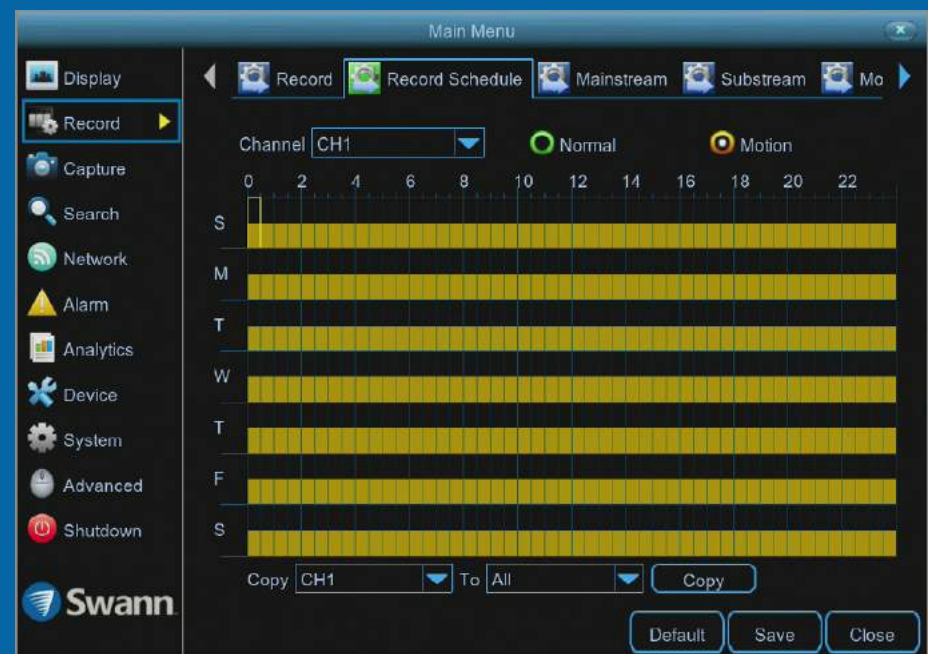 Main Menu
Display
Record
Capture
Search
Network
Alarm
Analytics
Device
System
Advanced
Shutdown
Swann
Record Record Schedule Mainstream Substream Mo
Channel CH1 Normal Motion
0 2 4 6 8 10 12 14 16 18 20 22
S
M
T
W
T
F
S
Copy CH1 To All Copy
Default Save Close